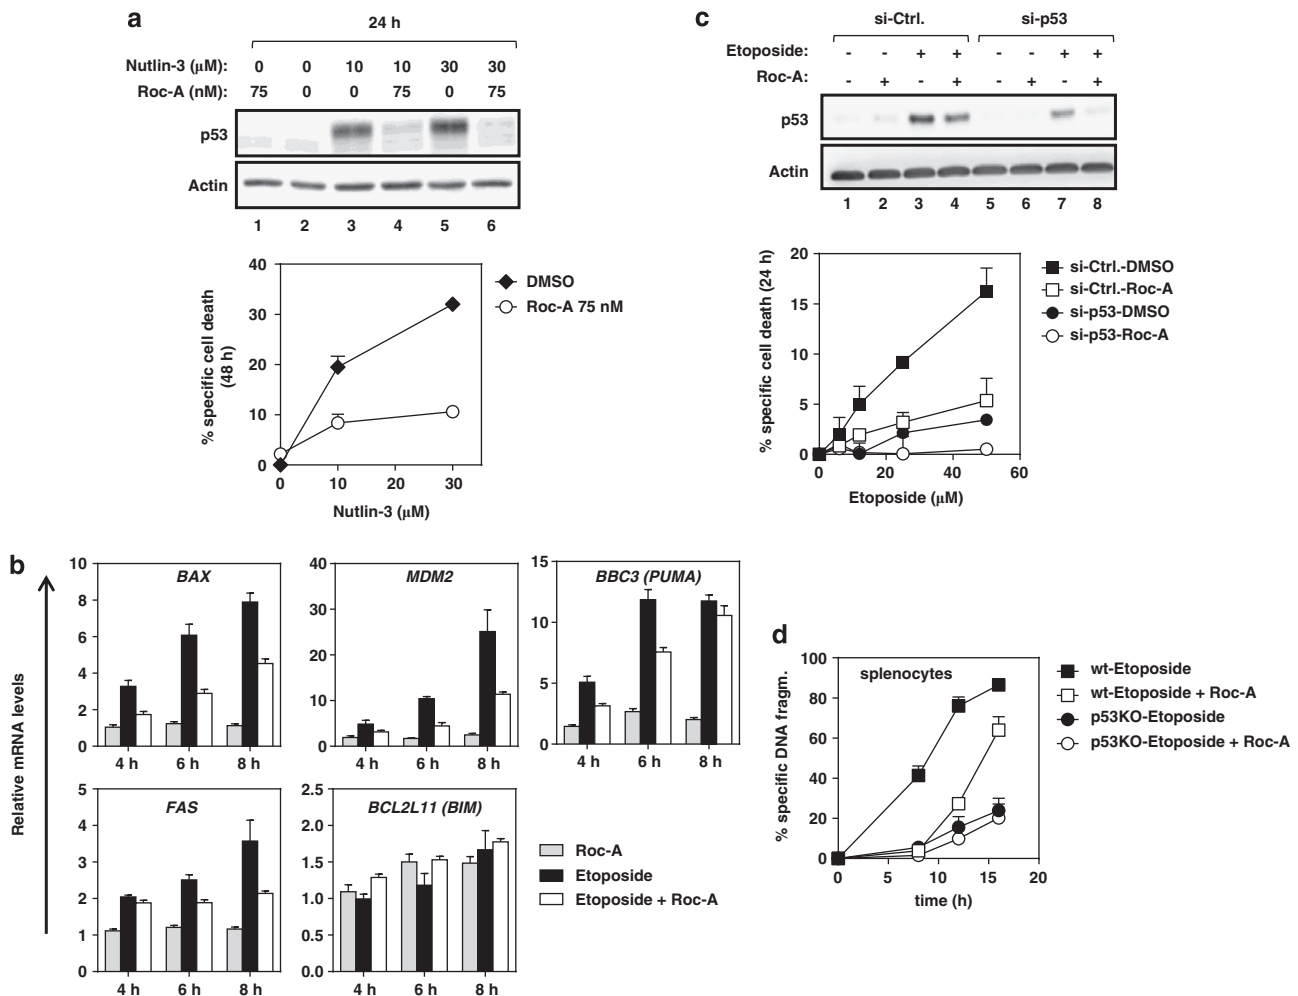 a
24 h
Nutlin-3 (μM): 0 0 10 10 30 30
Roc-A (nM): 75 0 0 75 0 75
p53
Actin
1 2 3 4 5 6
40
30
20
10
0
% specific cell death
(48 h)
0 10 20 30
Nutlin-3 (μM)
DMSO
Roc-A 75 nM
c
si-Ctrl. si-p53
Etoposide: - - + + - - + +
Roc-A: - + - + - + - +
p53
Actin
1 2 3 4 5 6 7 8
20
15
10
5
0
% specific cell death (24 h)
0 20 40 60
Etoposide (μM)
si-Ctrl.-DMSO
si-Ctrl.-Roc-A
si-p53-DMSO
si-p53-Roc-A
b
Relative mRNA levels
BAX
10
8
6
4
2
0
4 h 6 h 8 h
MDM2
40
30
20
10
0
4 h 6 h 8 h
BBC3 (PUMA)
15
10
5
0
4 h 6 h 8 h
FAS
5
4
3
2
1
0
4 h 6 h 8 h
BCL2L11 (BIM)
2.5
2.0
1.5
1.0
0.5
0.0
4 h 6 h 8 h
Roc-A
Etoposide
Etoposide + Roc-A
d
splenocytes
100
80
60
40
20
0
% specific DNA fragm.
0 5 10 15 20
time (h)
wt-Etoposide
wt-Etoposide + Roc-A
p53KO-Etoposide
p53KO-Etoposide + Roc-A